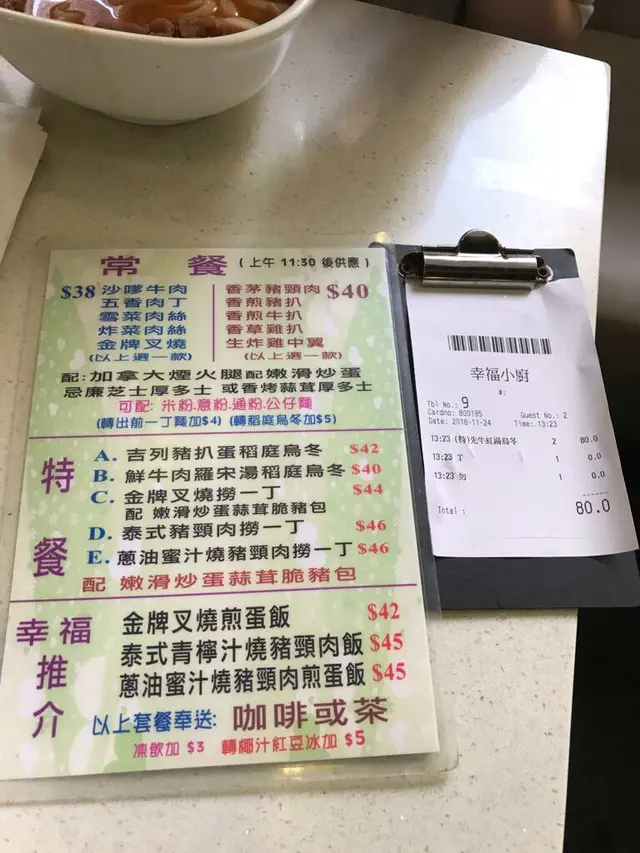 常 餐 (上午 11:30 後供應)
$38 沙嗲牛肉
五香肉丁
雪菜肉絲
炸菜肉絲
金牌叉燒
(以上選一款)
香茅豬頸肉 $40
香煎豬扒
香煎牛扒
香草雞扒
生炸雞中翼
(以上選一款)
配:加拿大煙火腿配嫩滑炒蛋
忌廉芝士厚多士 或香烤蒜茸厚多士
可配: 米粉.意粉.通粉.公仔麵
(轉出前一丁麵加$4) (轉稻庭烏冬加$5)
特餐
A. 吉列豬扒蛋稻庭烏冬 $42
B. 鮮牛肉羅宋湯稻庭烏冬 $40
C. 金牌叉燒撈一丁 $44
配 嫩滑炒蛋蒜茸脆豬包
D. 泰式豬頸肉撈一丁 $46
E. 蔥油蜜汁燒豬頸肉撈一丁 $46
配 嫩滑炒蛋蒜茸脆豬包
幸福推介
金牌叉燒煎蛋飯 $42
泰式青檸汁燒豬頸肉飯 $45
蔥油蜜汁燒豬頸肉煎蛋飯 $45
以上套餐奉送: 咖啡或茶
凍飲加 $3 轉椰汁紅豆冰加 $5
幸福小廚
#:
Tbl No.: 9
Cardno: B00195 Guest No.: 2
Date: 2018-11-24 Time: 13:23
13:23 (特)先牛紅湯烏冬 2 80.0
13:23 T 1 0.0
13:23 勿 1 0.0
Total : 80.0